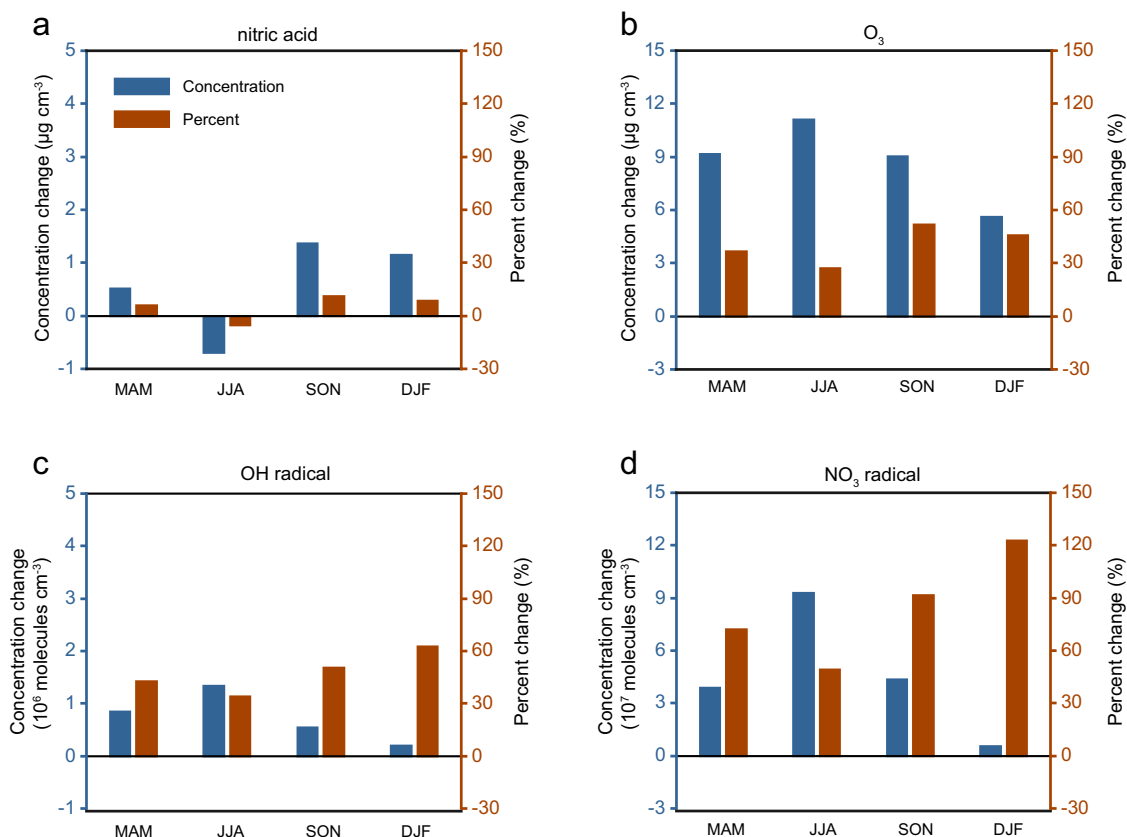 a
nitric acid
5
4
3
2
1
0
-1
150
120
90
60
30
0
-30
Concentration change (µg cm⁻³)
Percent change (%)
Concentration
Percent
MAM JJA SON DJF
b
O₃
15
12
9
6
3
0
-3
150
120
90
60
30
0
-30
Concentration change (µg cm⁻³)
Percent change (%)
MAM JJA SON DJF
c
OH radical
5
4
3
2
1
0
-1
150
120
90
60
30
0
-30
Concentration change
(10⁶ molecules cm⁻³)
Percent change (%)
MAM JJA SON DJF
d
NO₃ radical
15
12
9
6
3
0
-3
150
120
90
60
30
0
-30
Concentration change
(10⁷ molecules cm⁻³)
Percent change (%)
MAM JJA SON DJF